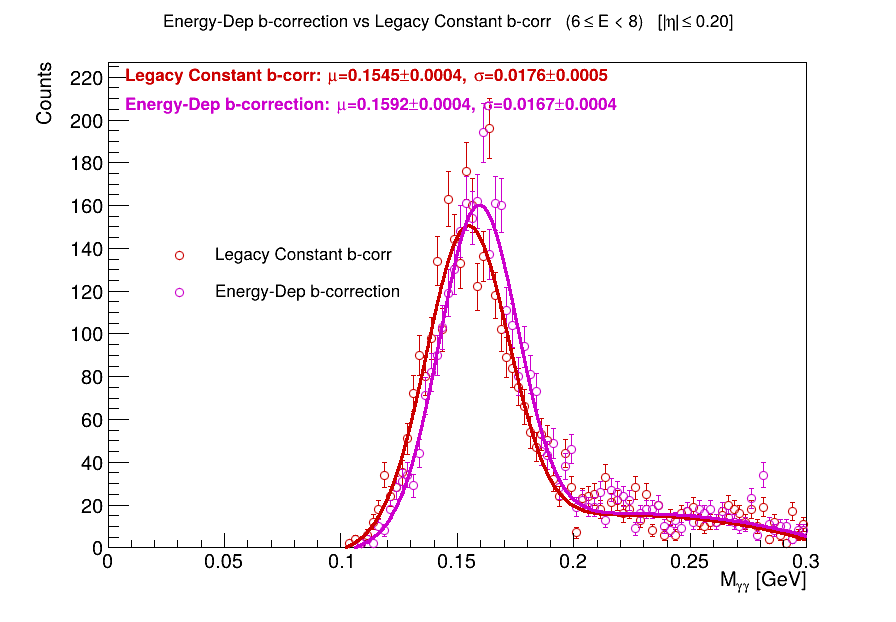 Energy-Dep b-correction vs Legacy Constant b-corr (6 ≤ E < 8) [|η| ≤ 0.20]
Legacy Constant b-corr: μ=0.1545±0.0004, σ=0.0176±0.0005
Energy-Dep b-correction: μ=0.1592±0.0004, σ=0.0167±0.0004
Counts
220
200
180
160
140
120
100
80
60
40
20
0
Legacy Constant b-corr
Energy-Dep b-correction
0 0.05 0.1 0.15 0.2 0.25 0.3
Mγγ [GeV]